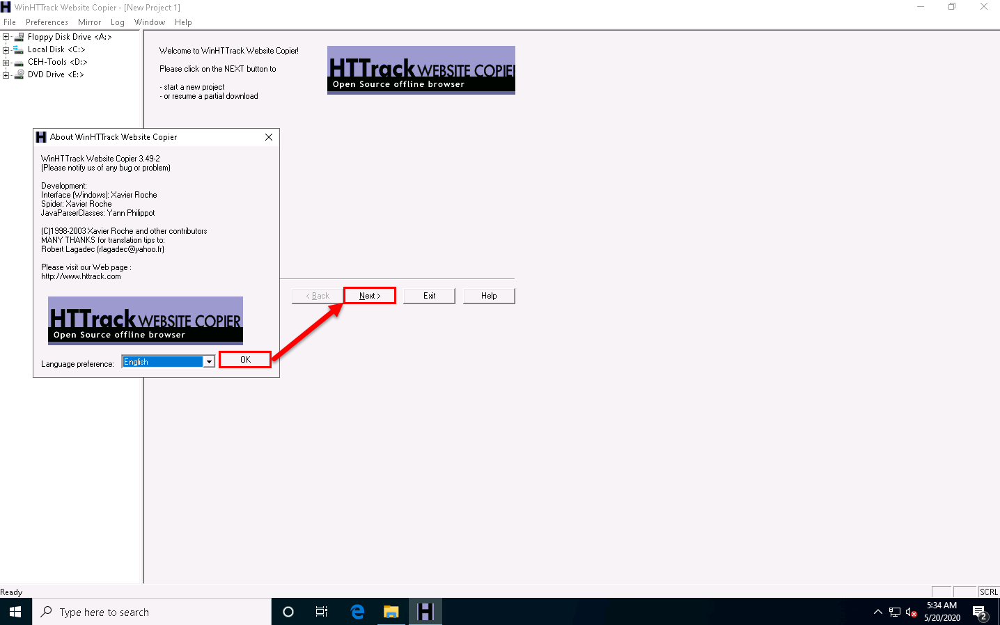 WinHTTrack Website Copier - [New Project 1]
File Preferences Mirror Log Window Help
Floppy Disk Drive <A:>
Local Disk <C:>
CEH-Tools <D:>
DVD Drive <E:>
Welcome to WinHTTrack Website Copier!
Please click on the NEXT button to
- start a new project
- or resume a partial download
HTTrack WEBSITE COPIER
Open Source offline browser
About WinHTTrack Website Copier
WinHTTrack Website Copier 3.49-2
(Please notify us of any bug or problem)
Development:
Interface (Windows): Xavier Roche
Spider: Xavier Roche
JavaParserClasses: Yann Philippot
(C)1998-2003 Xavier Roche and other contributors
MANY THANKS for translation tips to:
Robert Lagadec (rlagadec@yahoo.fr)
Please visit our Web page :
http://www.httrack.com
HTTrack WEBSITE COPIER
Open Source offline browser
Language preference: English OK
< Back Next > Exit Help
Ready
SCRL
Type here to search
5:34 AM
5/20/2020
2